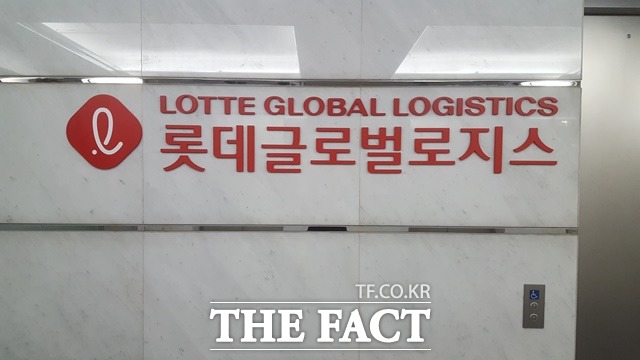 LOTTE GLOBAL LOGISTICS
롯데글로벌로지스
TF.CO.KR
THE FACT